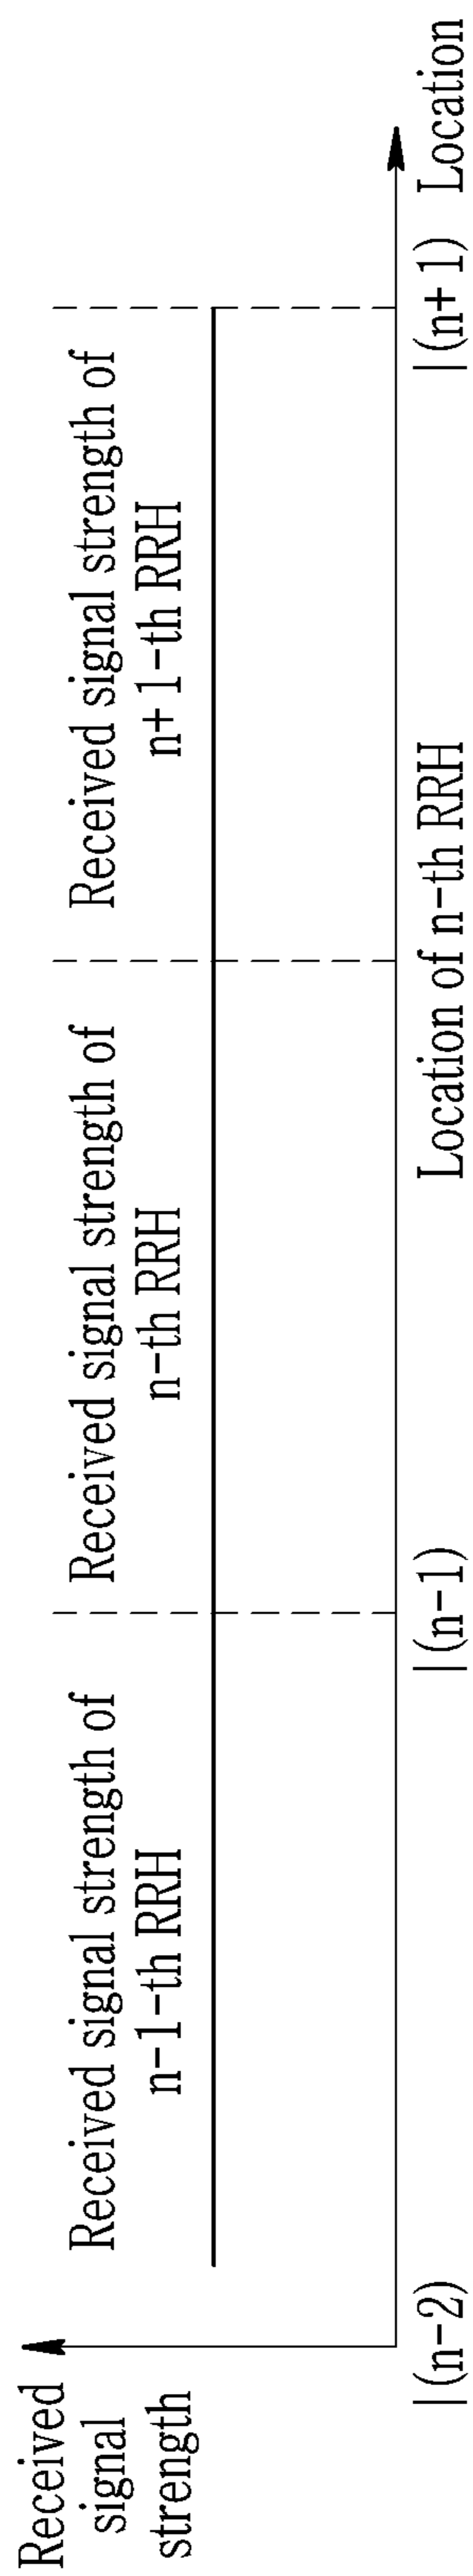 Received
signal
strength
Received signal strength of
n-1-th RRH
Received signal strength of
n-th RRH
Received signal strength of
n+1-th RRH
l(n-2)
l(n-1)
Location of n-th RRH
l(n+1)
Location